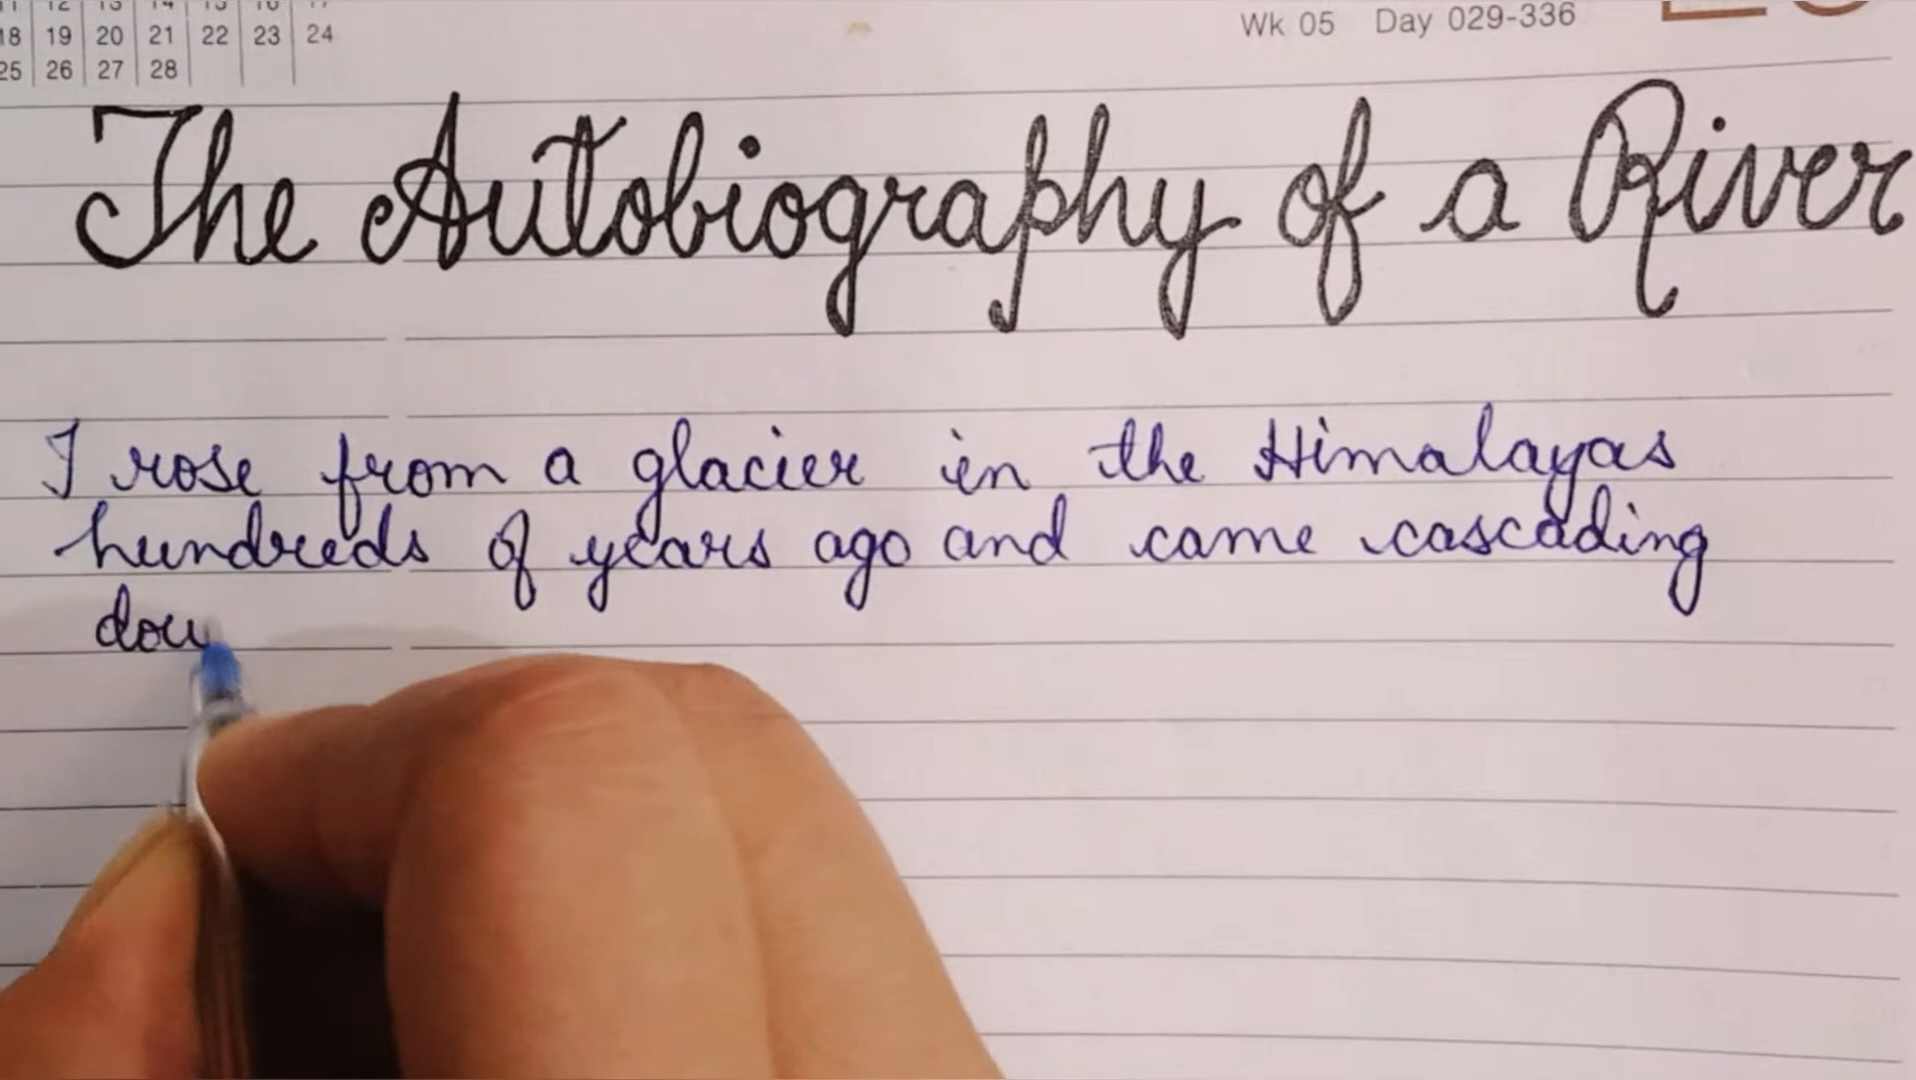 18 19 20 21 22 23 24
25 26 27 28
Wk 05 Day 029-336
The Autobiography of a River
I rose from a glacier in the Himalayas
hundreds of years ago and came cascading
dow